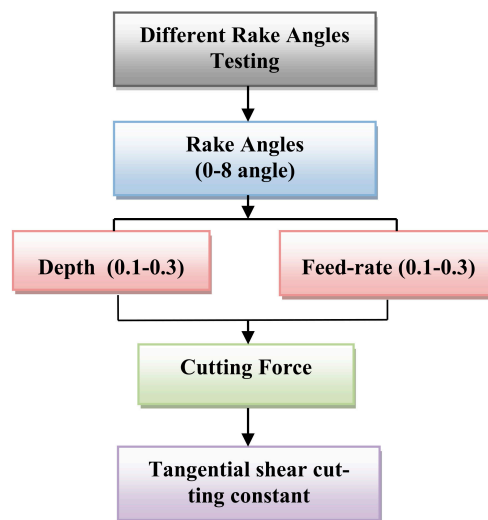 Different Rake Angles
Testing
Rake Angles
(0-8 angle)
Depth (0.1-0.3)
Feed-rate (0.1-0.3)
Cutting Force
Tangential shear cut-
ting constant